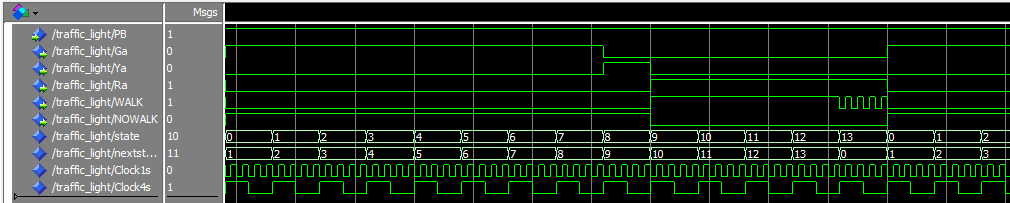 Msgs
/traffic_light/PB 1
/traffic_light/Ga 0
/traffic_light/Ya 0
/traffic_light/Ra 1
/traffic_light/WALK 1
/traffic_light/NOWALK 0
/traffic_light/state 10 0 1 2 3 4 5 6 7 8 9 10 11 12 13 0 1 2
/traffic_light/nextst... 11 1 2 3 4 5 6 7 8 9 10 11 12 13 0 1 2 3
/traffic_light/Clock1s 0
/traffic_light/Clock4s 1